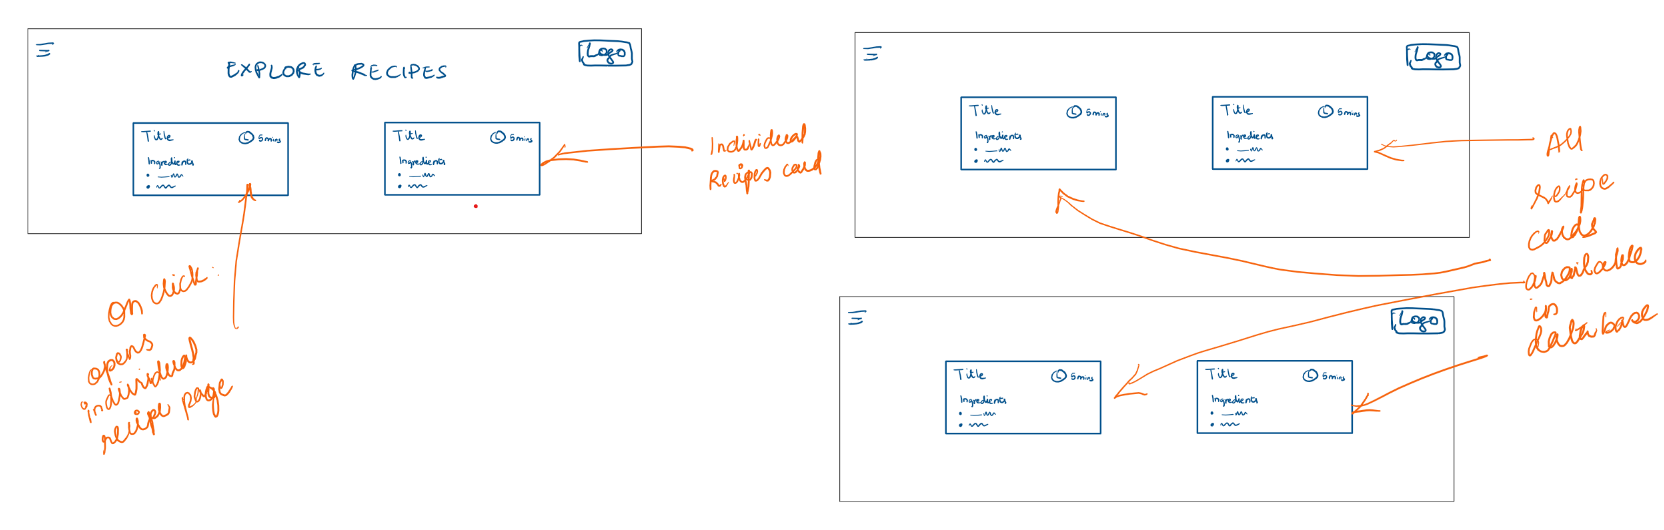 Logo
EXPLORE RECIPES
Title 5mins
Ingredients
Title 5mins
Ingredients
Individual
Recipes card
On click:
opens
individual
recipe page
Logo
Title 5mins
Ingredients
Title 5mins
Ingredients
All
recipe
cards
available
in
database
Logo
Title 5mins
Ingredients
Title 5mins
Ingredients